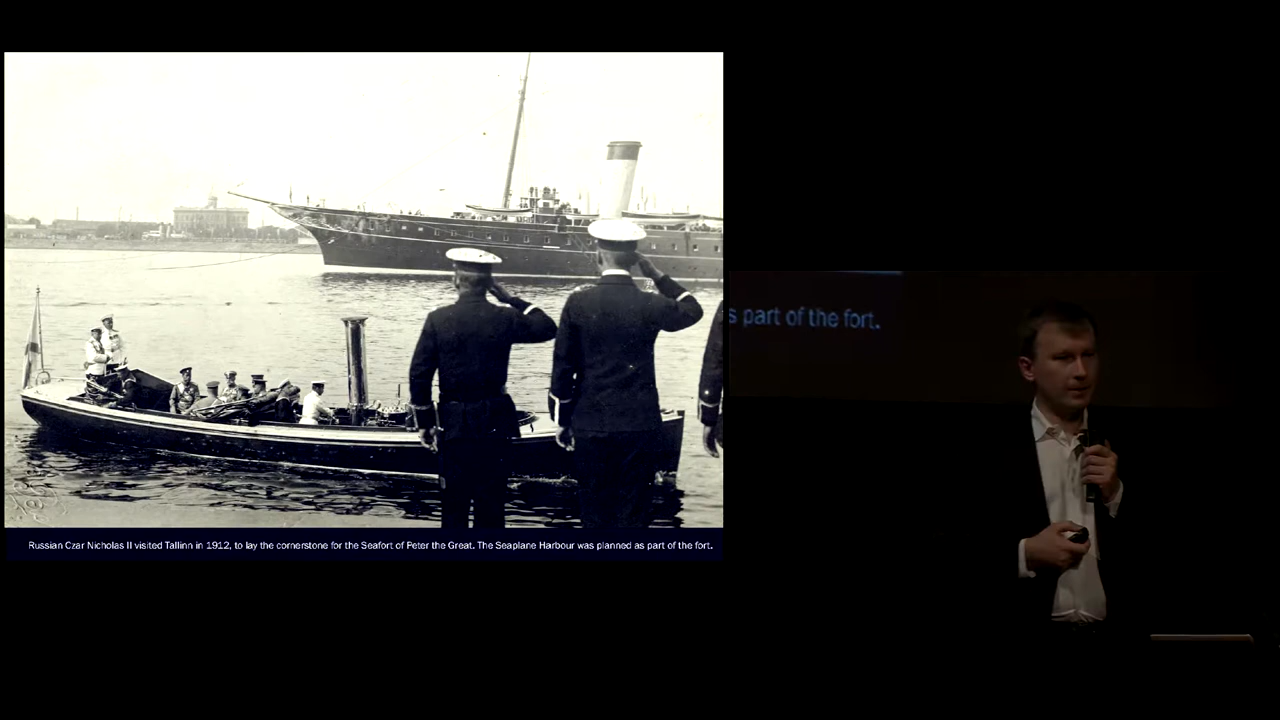 Russian Czar Nicholas II visited Tallinn in 1912, to lay the cornerstone for the Seafort of Peter the Great. The Seaplane Harbour was planned as part of the fort.
s part of the fort.